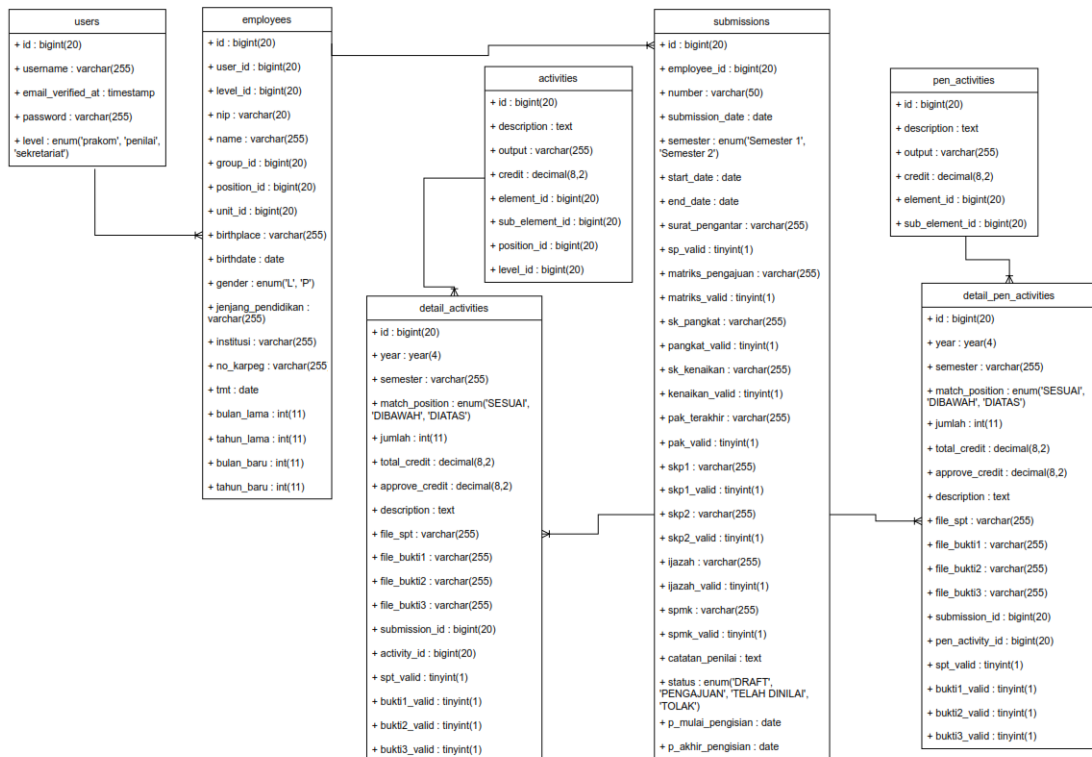 users
+ id : bigint(20)
+ username : varchar(255)
+ email_verified_at : timestamp
+ password : varchar(255)
+ level : enum('prakom', 'penilai',
'sekretariat')
employees
+ id : bigint(20)
+ user_id : bigint(20)
+ level_id : bigint(20)
+ nip : varchar(20)
+ name : varchar(255)
+ group_id : bigint(20)
+ position_id : bigint(20)
+ unit_id : bigint(20)
+ birthplace : varchar(255)
+ birthdate : date
+ gender : enum('L', 'P')
+ jenjang_pendidikan :
varchar(255)
+ institusi : varchar(255)
+ no_karpeg : varchar(255
+ tmt : date
+ bulan_lama : int(11)
+ tahun_lama : int(11)
+ bulan_baru : int(11)
+ tahun_baru : int(11)
activities
+ id : bigint(20)
+ description : text
+ output : varchar(255)
+ credit : decimal(8,2)
+ element_id : bigint(20)
+ sub_element_id : bigint(20)
+ position_id : bigint(20)
+ level_id : bigint(20)
detail_activities
+ id : bigint(20)
+ year : year(4)
+ semester : varchar(255)
+ match_position : enum('SESUAI',
'DIBAWAH', 'DIATAS')
+ jumlah : int(11)
+ total_credit : decimal(8,2)
+ approve_credit : decimal(8,2)
+ description : text
+ file_spt : varchar(255)
+ file_bukti1 : varchar(255)
+ file_bukti2 : varchar(255)
+ file_bukti3 : varchar(255)
+ submission_id : bigint(20)
+ activity_id : bigint(20)
+ spt_valid : tinyint(1)
+ bukti1_valid : tinyint(1)
+ bukti2_valid : tinyint(1)
+ bukti3_valid : tinyint(1)
submissions
+ id : bigint(20)
+ employee_id : bigint(20)
+ number : varchar(50)
+ submission_date : date
+ semester : enum('Semester 1',
'Semester 2')
+ start_date : date
+ end_date : date
+ surat_pengantar : varchar(255)
+ sp_valid : tinyint(1)
+ matriks_pengajuan : varchar(255)
+ matriks_valid : tinyint(1)
+ sk_pangkat : varchar(255)
+ pangkat_valid : tinyint(1)
+ sk_kenaikan : varchar(255)
+ kenaikan_valid : tinyint(1)
+ pak_terakhir : varchar(255)
+ pak_valid : tinyint(1)
+ skp1 : varchar(255)
+ skp1_valid : tinyint(1)
+ skp2 : varchar(255)
+ skp2_valid : tinyint(1)
+ ijazah : varchar(255)
+ ijazah_valid : tinyint(1)
+ spmk : varchar(255)
+ spmk_valid : tinyint(1)
+ catatan_penilai : text
+ status : enum('DRAFT',
'PENGAJUAN', 'TELAH DINILAI',
'TOLAK')
+ p_mulai_pengisian : date
+ p_akhir_pengisian : date
pen_activities
+ id : bigint(20)
+ description : text
+ output : varchar(255)
+ credit : decimal(8,2)
+ element_id : bigint(20)
+ sub_element_id : bigint(20)
detail_pen_activities
+ id : bigint(20)
+ year : year(4)
+ semester : varchar(255)
+ match_position : enum('SESUAI',
'DIBAWAH', 'DIATAS')
+ jumlah : int(11)
+ total_credit : decimal(8,2)
+ approve_credit : decimal(8,2)
+ description : text
+ file_spt : varchar(255)
+ file_bukti1 : varchar(255)
+ file_bukti2 : varchar(255)
+ file_bukti3 : varchar(255)
+ submission_id : bigint(20)
+ pen_activity_id : bigint(20)
+ spt_valid : tinyint(1)
+ bukti1_valid : tinyint(1)
+ bukti2_valid : tinyint(1)
+ bukti3_valid : tinyint(1)